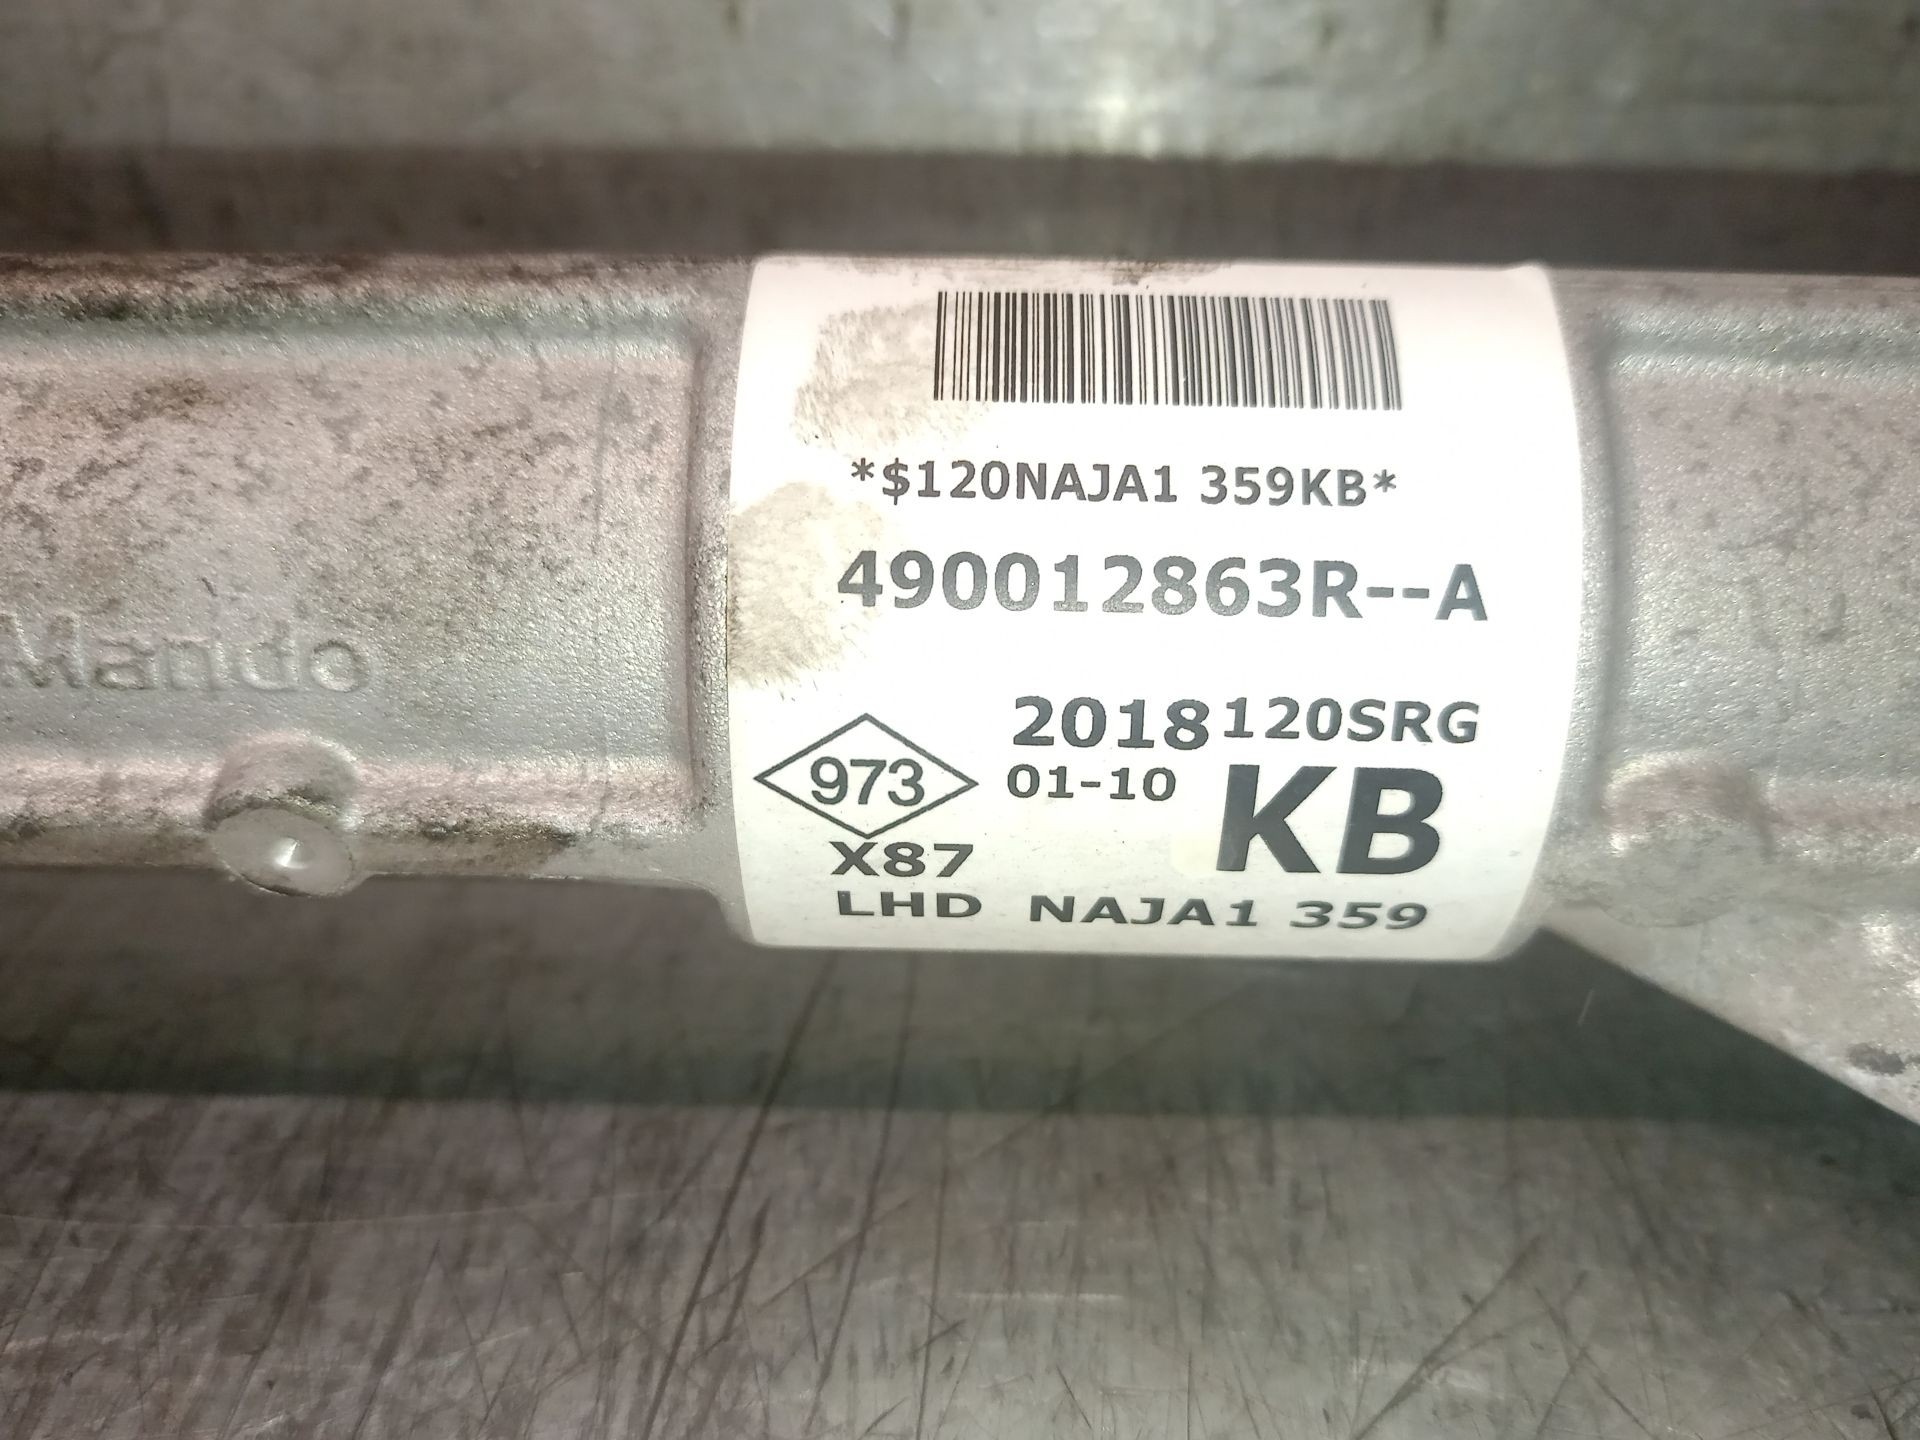 *$120NAJA1 359KB*
490012863R--A
Mando
2018 120SRG
973 01-10 KB
X87
LHD NAJA1 359